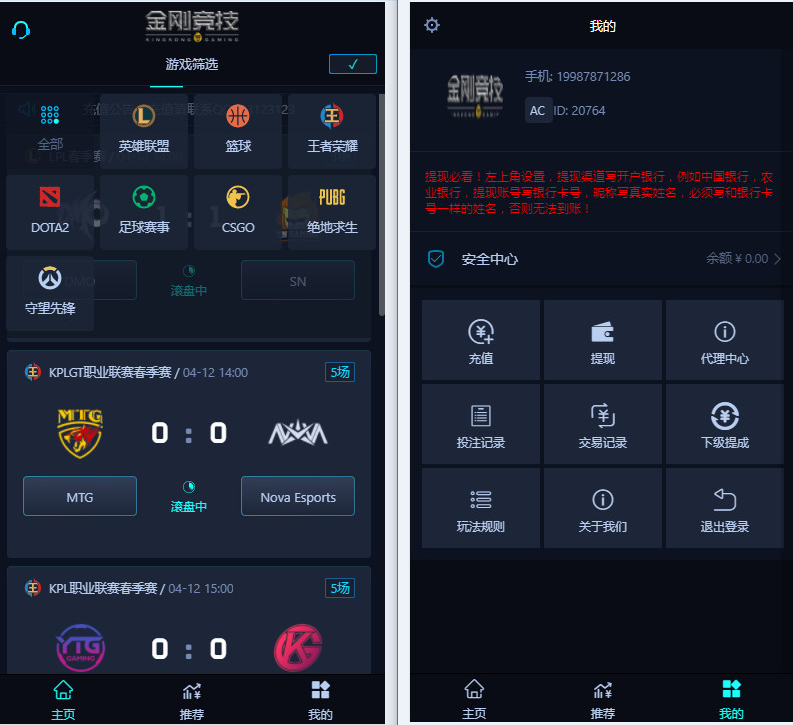 金刚竞技
KINGKONG GAMING
游戏筛选
全部
英雄联盟
篮球
王者荣耀
DOTA2
足球赛事
CSGO
PUBG
绝地求生
守望先锋
滚盘中
SN
KPLGT职业联赛春季赛 / 04-12 14:00
5场
MTG
0 : 0
MTG
滚盘中
Nova Esports
KPL职业联赛春季赛 / 04-12 15:00
5场
YTG
GAMING
0 : 0
主页
推荐
我的
我的
金刚竞技
手机: 19987871286
AC ID: 20764
提现必看！左上角设置，提现渠道写开户银行，例如中国银行，农
业银行，提现账号写银行卡号，昵称写真实姓名，必须写和银行卡
号一样的姓名，否则无法到账！
安全中心
余额 ¥ 0.00
充值
提现
代理中心
投注记录
交易记录
下级提成
玩法规则
关于我们
退出登录
主页
推荐
我的